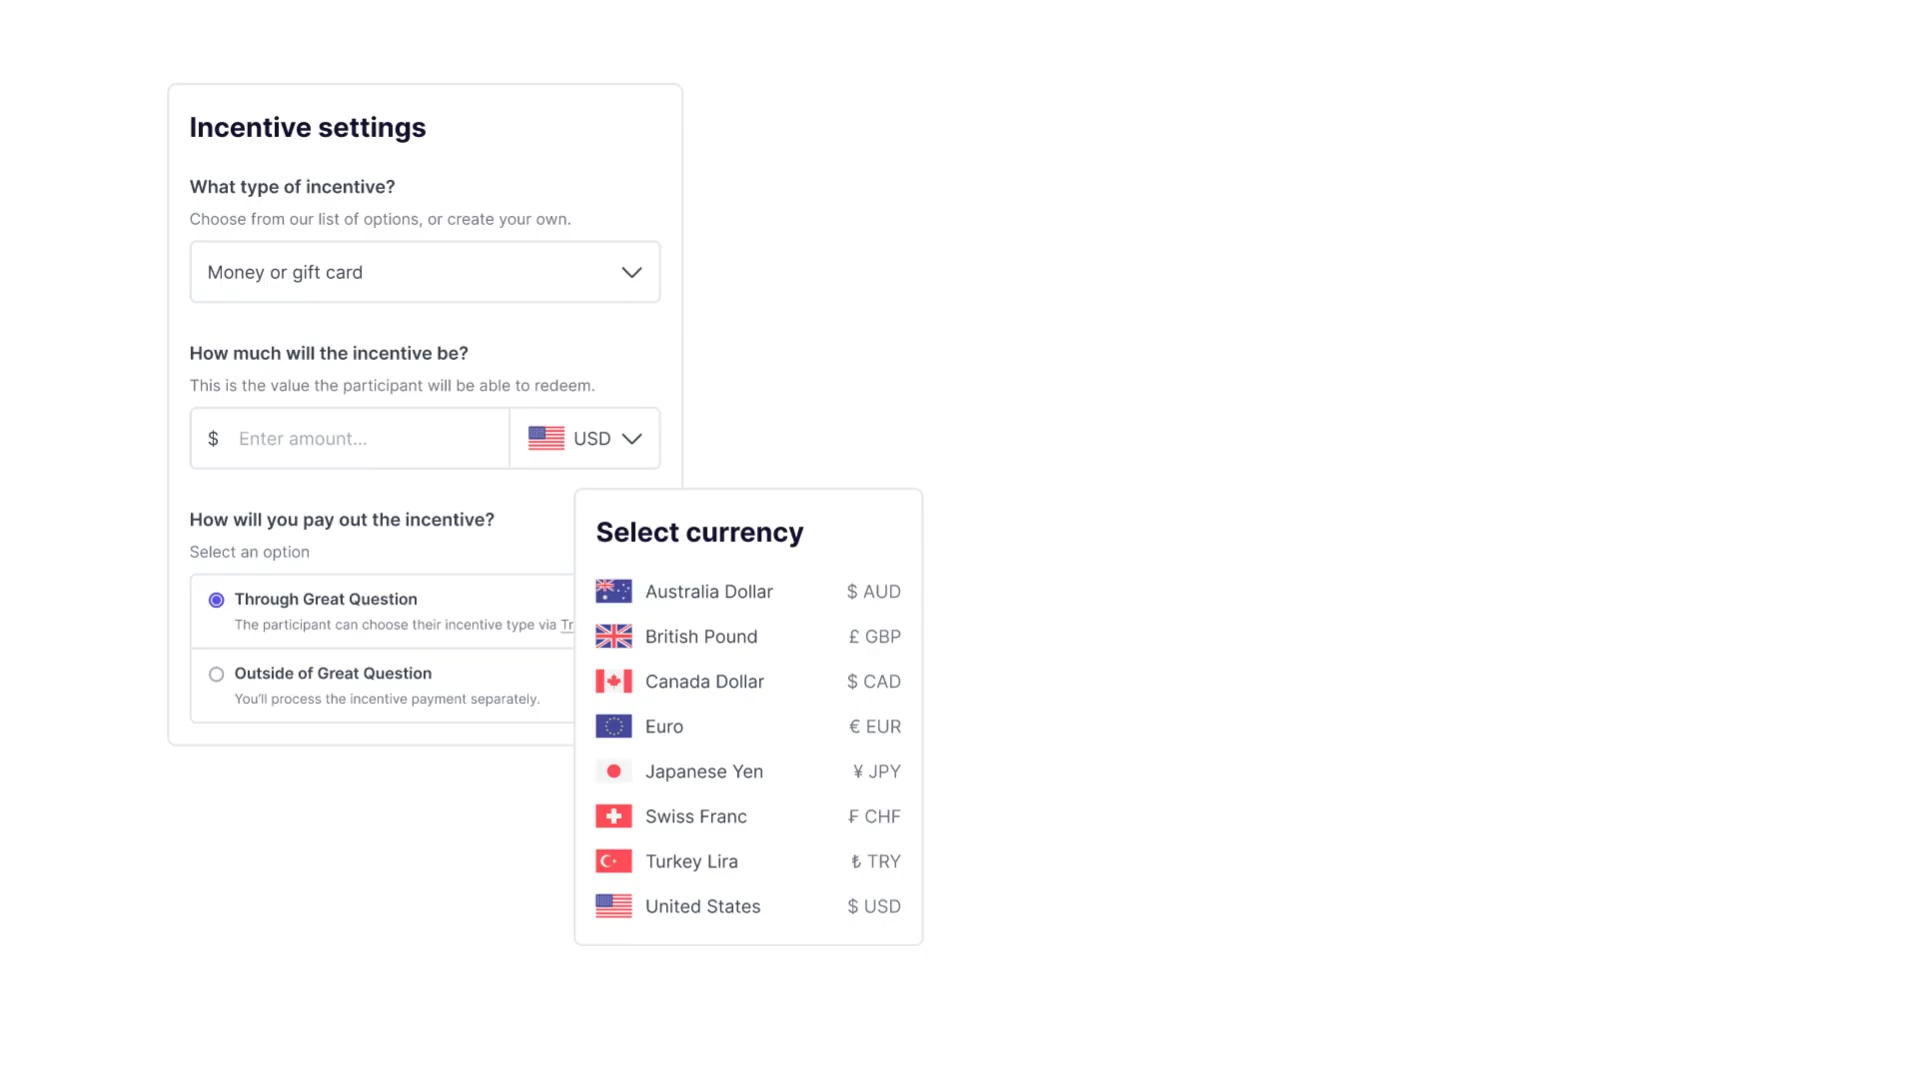 Incentive settings
What type of incentive?
Choose from our list of options, or create your own.
Money or gift card
How much will the incentive be?
This is the value the participant will be able to redeem.
$ Enter amount... USD
How will you pay out the incentive?
Select an option
Through Great Question
The participant can choose their incentive type via Tr
Outside of Great Question
You'll process the incentive payment separately.
Select currency
Australia Dollar $ AUD
British Pound £ GBP
Canada Dollar $ CAD
Euro € EUR
Japanese Yen ¥ JPY
Swiss Franc ₣ CHF
Turkey Lira ₺ TRY
United States $ USD